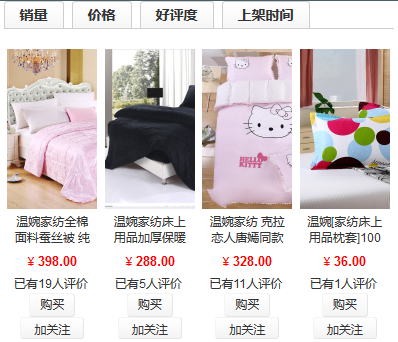 销量 价格 好评度 上架时间
HELLO
KITTY
温婉家纺全棉
面料蚕丝被 纯
¥ 398.00
已有19人评价
购买
加关注
温婉家纺床上
用品加厚保暖
¥ 288.00
已有5人评价
购买
加关注
温婉家纺 克拉
恋人唐嫣同款
¥ 328.00
已有11人评价
购买
加关注
温婉[家纺床上
用品枕套]100
¥ 36.00
已有1人评价
购买
加关注